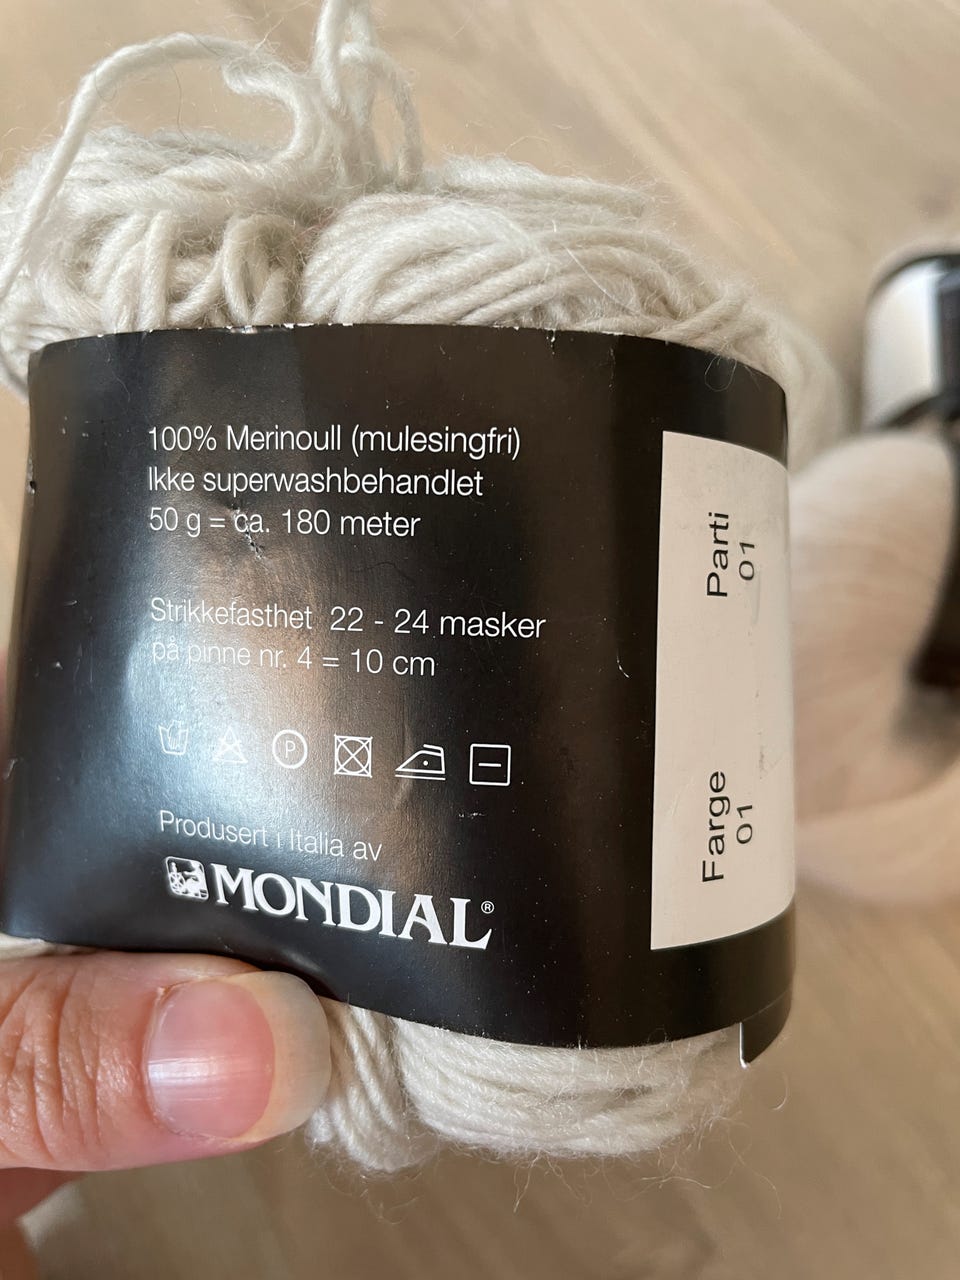 100% Merinoull (mulesingfri)
Ikke superwashbehandlet
50 g = ca. 180 meter
Strikkefasthet 22 - 24 masker
på pinne nr. 4 = 10 cm
P
Produsert i Italia av
MONDIAL®
Parti
01
Farge
01